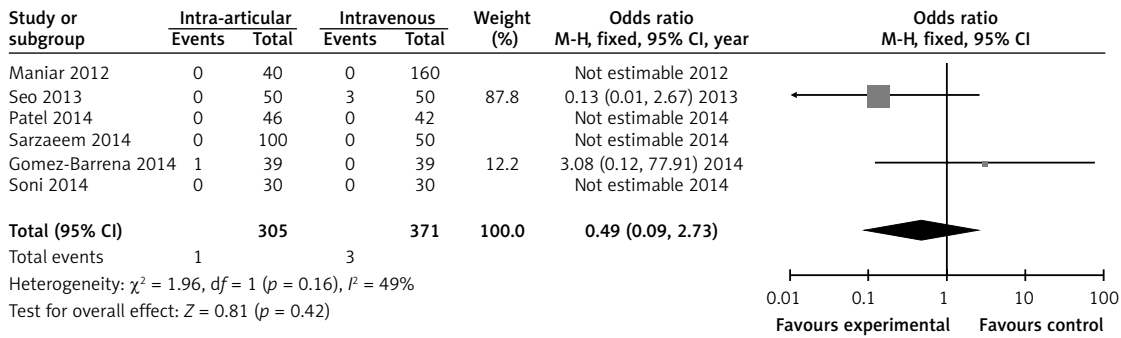 Study or Intra-articular Intravenous Weight Odds ratio Odds ratio
subgroup Events Total Events Total (%) M-H, fixed, 95% CI, year M-H, fixed, 95% CI
Maniar 2012 0 40 0 160 Not estimable 2012
Seo 2013 0 50 3 50 87.8 0.13 (0.01, 2.67) 2013
Patel 2014 0 46 0 42 Not estimable 2014
Sarzaeem 2014 0 100 0 50 Not estimable 2014
Gomez-Barrena 2014 1 39 0 39 12.2 3.08 (0.12, 77.91) 2014
Soni 2014 0 30 0 30 Not estimable 2014
Total (95% CI) 305 371 100.0 0.49 (0.09, 2.73)
Total events 1 3
Heterogeneity: χ² = 1.96, df = 1 (p = 0.16), I² = 49%
Test for overall effect: Z = 0.81 (p = 0.42)
0.01 0.1 1 10 100
Favours experimental Favours control